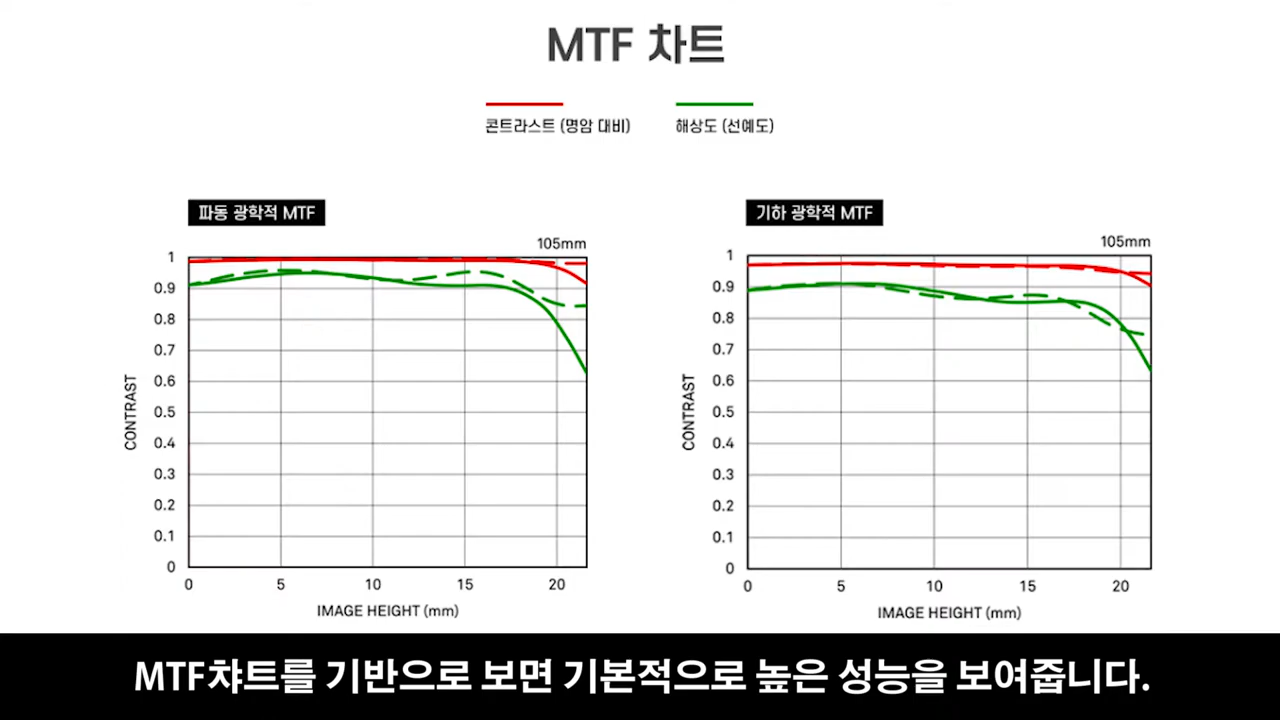 MTF 차트
콘트라스트 (명암 대비)
해상도 (선예도)
파동 광학적 MTF
105mm
1
0.9
0.8
0.7
0.6
0.5
0.4
0.3
0.2
0.1
0
CONTRAST
0 5 10 15 20
IMAGE HEIGHT (mm)
기하 광학적 MTF
105mm
1
0.9
0.8
0.7
0.6
0.5
0.4
0.3
0.2
0.1
0
CONTRAST
0 5 10 15 20
IMAGE HEIGHT (mm)
MTF챠트를 기반으로 보면 기본적으로 높은 성능을 보여줍니다.